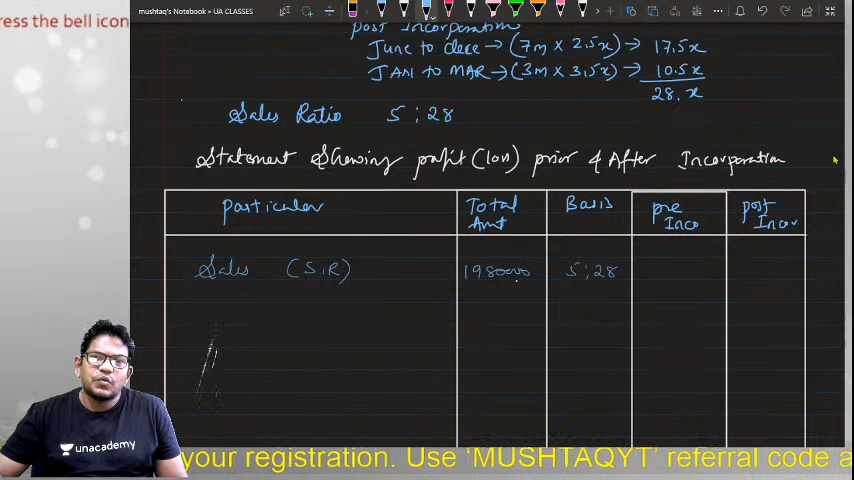 ress the bell icon
mushtaq's Notebook » UA CLASSES
post Incorporation
June to dece → (7m x 2.5x) → 17.5x
JAN to MAR → (3m x 3.5x) → 10.5x
28.x
Sales Ratio 5 : 28
Statement Showing profit (loss) prior & After Incorporation
particular Total Amt Basis pre Inco post Incor
Sales (S.R) 1980000 5 : 28
unacademy
your registration. Use 'MUSHTAQYT' referral code a